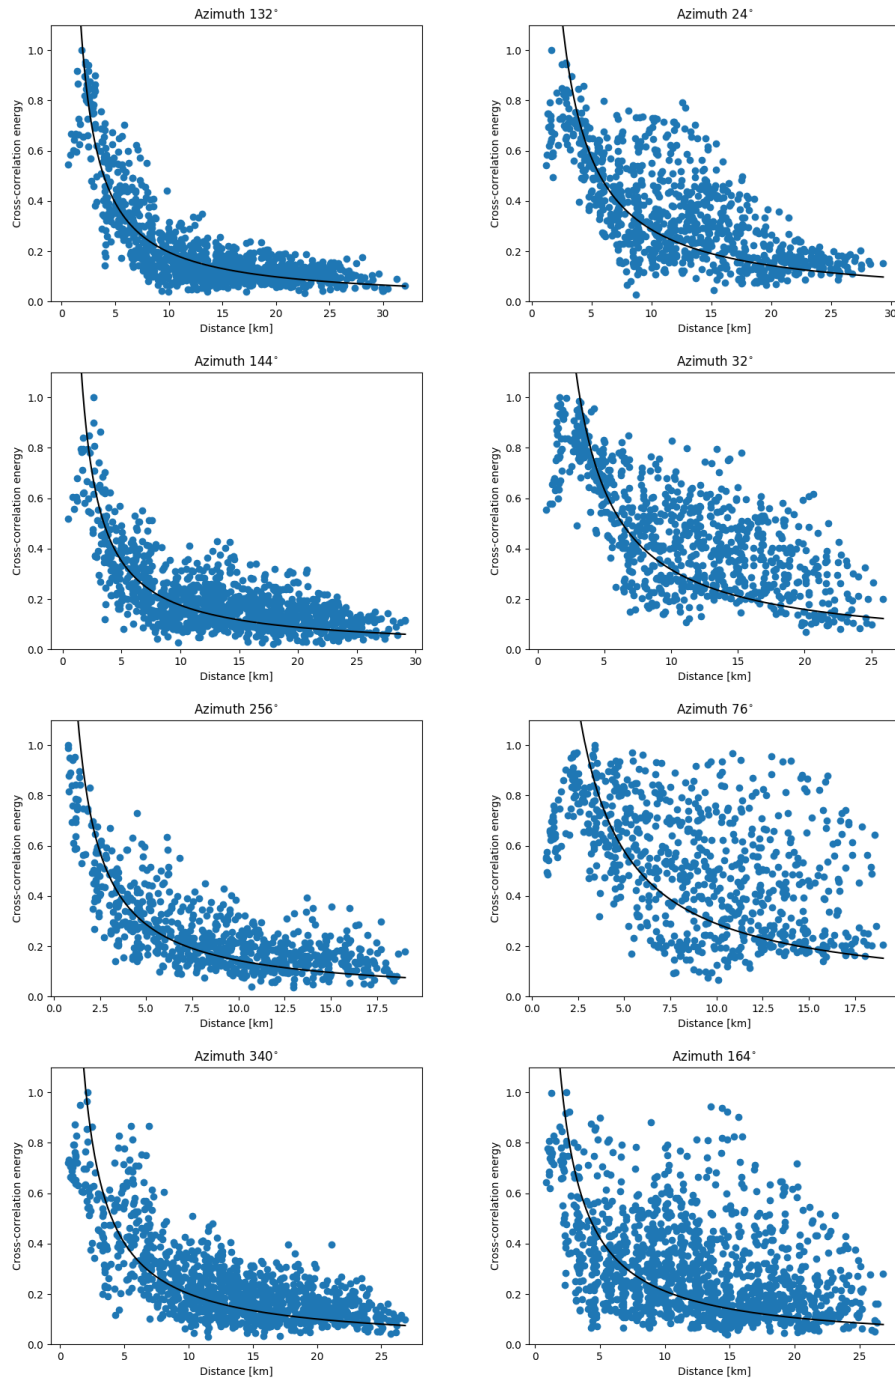 Azimuth 132°
Cross-correlation energy
1.0
0.8
0.6
0.4
0.2
0.0
0 5 10 15 20 25 30
Distance [km]
Azimuth 24°
Cross-correlation energy
1.0
0.8
0.6
0.4
0.2
0.0
0 5 10 15 20 25 30
Distance [km]
Azimuth 144°
Cross-correlation energy
1.0
0.8
0.6
0.4
0.2
0.0
0 5 10 15 20 25 30
Distance [km]
Azimuth 32°
Cross-correlation energy
1.0
0.8
0.6
0.4
0.2
0.0
0 5 10 15 20 25
Distance [km]
Azimuth 256°
Cross-correlation energy
1.0
0.8
0.6
0.4
0.2
0.0
0.0 2.5 5.0 7.5 10.0 12.5 15.0 17.5
Distance [km]
Azimuth 76°
Cross-correlation energy
1.0
0.8
0.6
0.4
0.2
0.0
0.0 2.5 5.0 7.5 10.0 12.5 15.0 17.5
Distance [km]
Azimuth 340°
Cross-correlation energy
1.0
0.8
0.6
0.4
0.2
0.0
0 5 10 15 20 25
Distance [km]
Azimuth 164°
Cross-correlation energy
1.0
0.8
0.6
0.4
0.2
0.0
0 5 10 15 20 25
Distance [km]